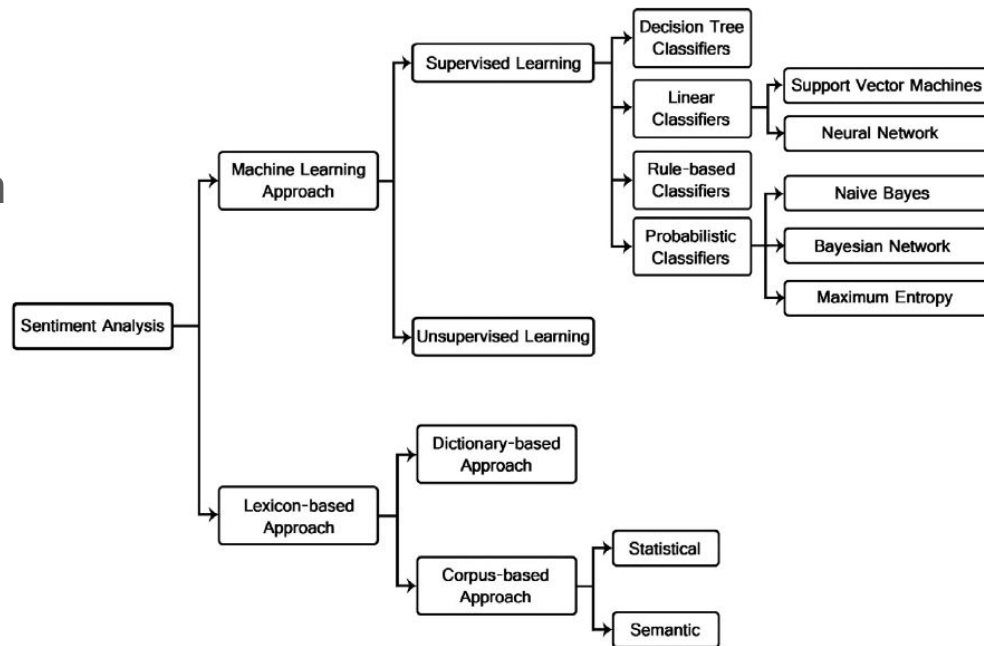 Decision Tree
Classifiers
Supervised Learning
Linear
Classifiers
Support Vector Machines
Neural Network
Machine Learning
Approach
Rule-based
Classifiers
Naive Bayes
Probabilistic
Classifiers
Bayesian Network
Maximum Entropy
Sentiment Analysis
Unsupervised Learning
Dictionary-based
Approach
Lexicon-based
Approach
Statistical
Corpus-based
Approach
Semantic